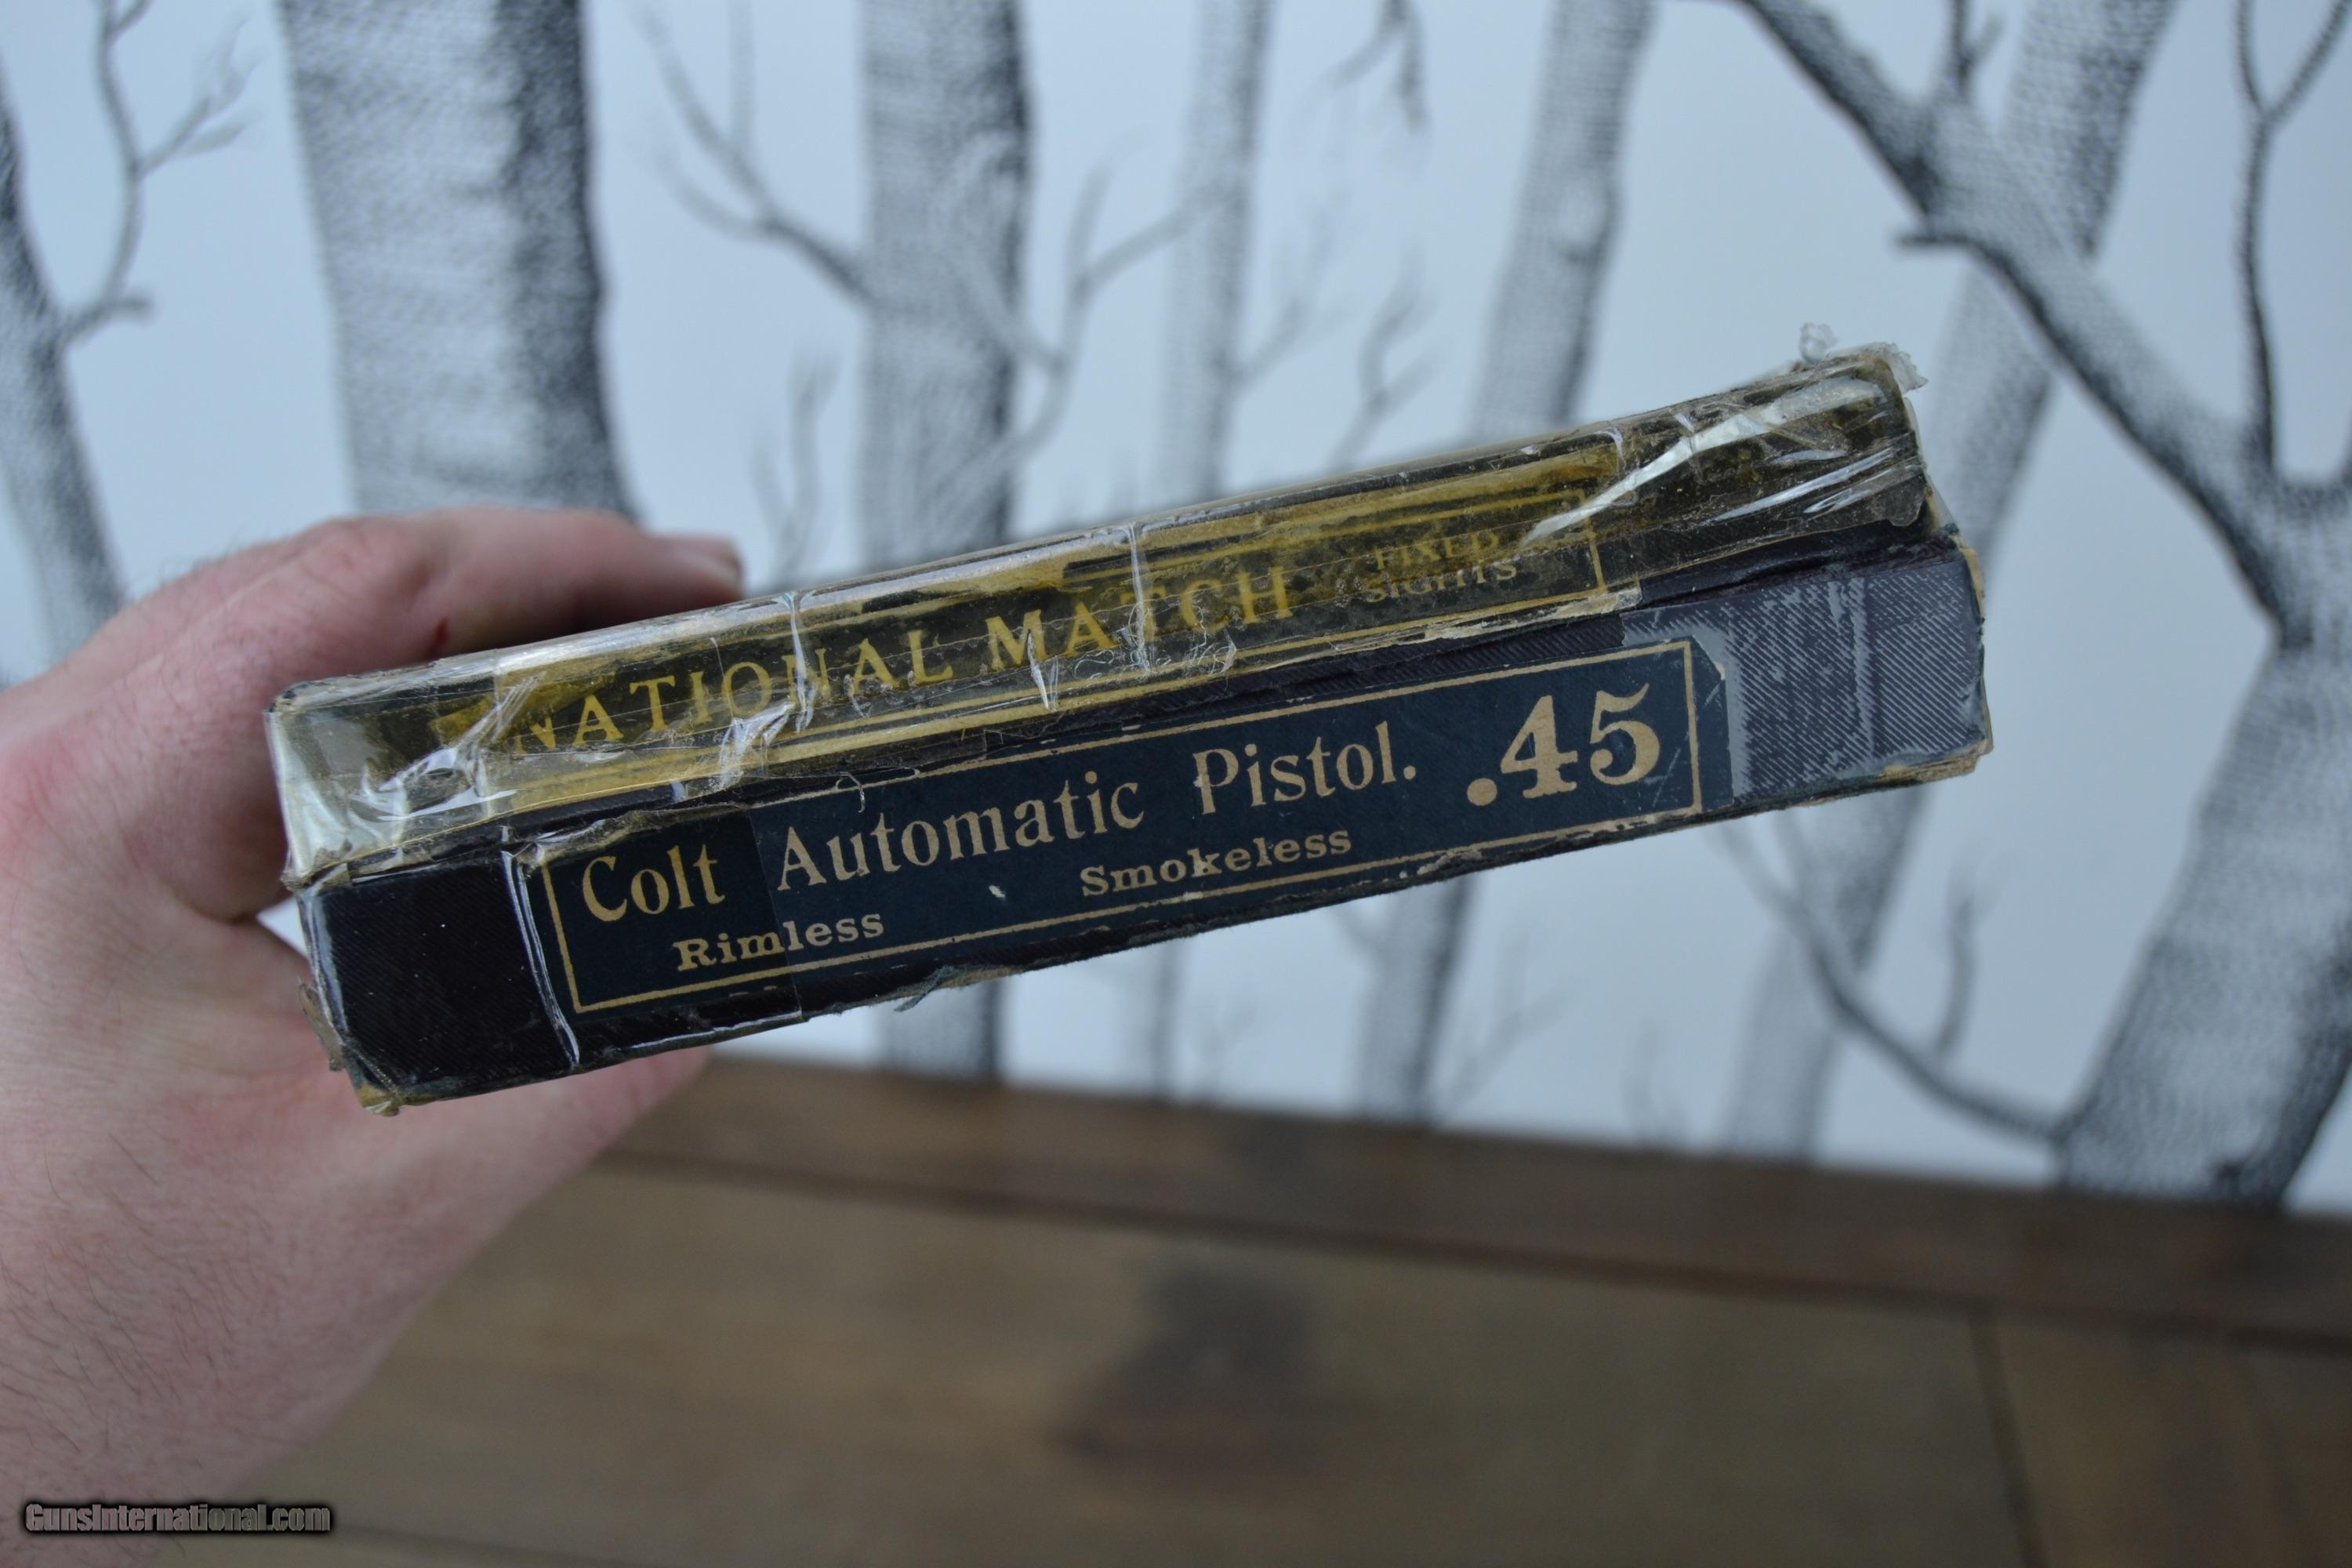 NATIONAL MATCH FIXED
SIGHTS
Colt Automatic Pistol. .45
Rimless Smokeless
GunsInternational.com